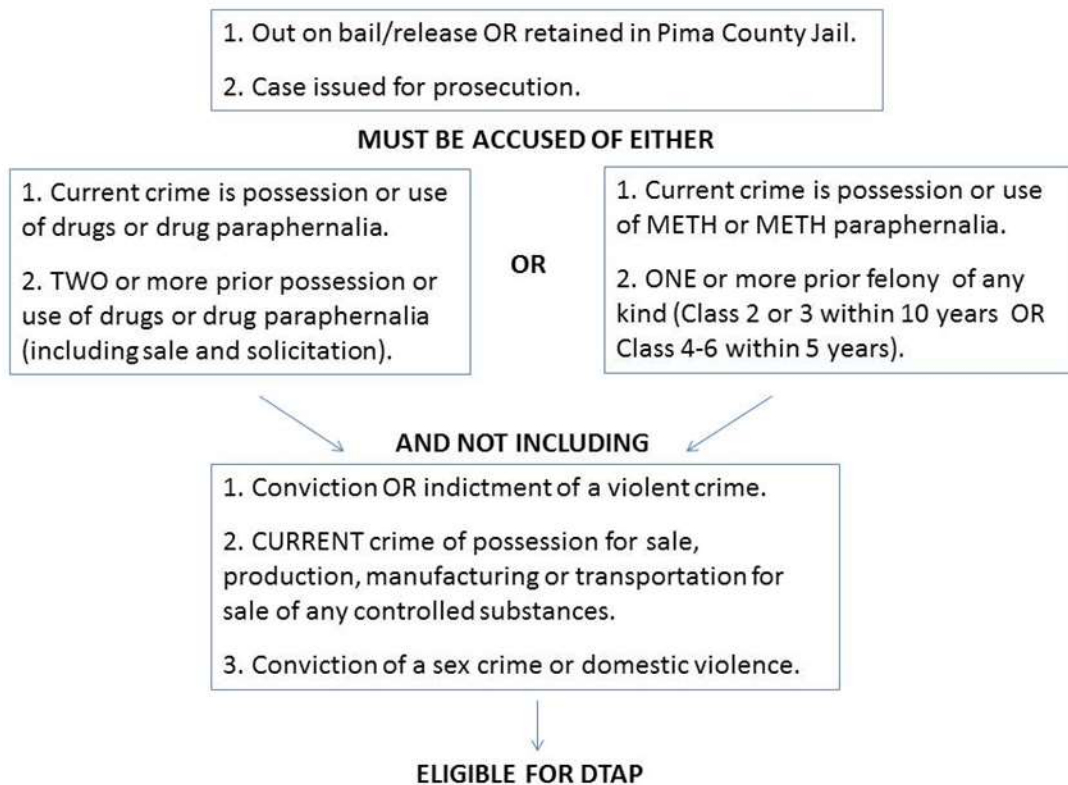 1. Out on bail/release OR retained in Pima County Jail.
2. Case issued for prosecution.
MUST BE ACCUSED OF EITHER
1. Current crime is possession or use
of drugs or drug paraphernalia.
2. TWO or more prior possession or
use of drugs or drug paraphernalia
(including sale and solicitation).
OR
1. Current crime is possession or use
of METH or METH paraphernalia.
2. ONE or more prior felony of any
kind (Class 2 or 3 within 10 years OR
Class 4-6 within 5 years).
AND NOT INCLUDING
1. Conviction OR indictment of a violent crime.
2. CURRENT crime of possession for sale,
production, manufacturing or transportation for
sale of any controlled substances.
3. Conviction of a sex crime or domestic violence.
ELIGIBLE FOR DTAP